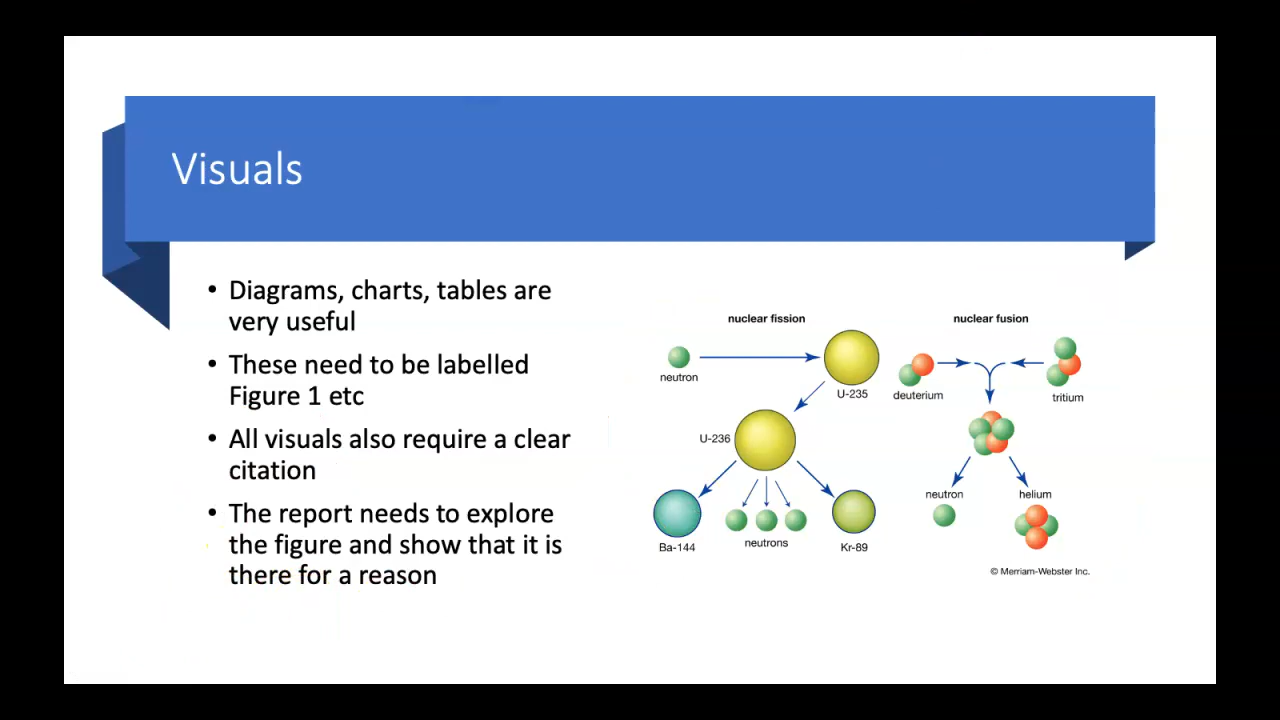 Visuals
• Diagrams, charts, tables are
very useful
• These need to be labelled
Figure 1 etc
• All visuals also require a clear
citation
• The report needs to explore
the figure and show that it is
there for a reason
nuclear fission
neutron
U-235
U-236
Ba-144
neutrons
Kr-89
nuclear fusion
deuterium
tritium
neutron
helium
© Merriam-Webster Inc.